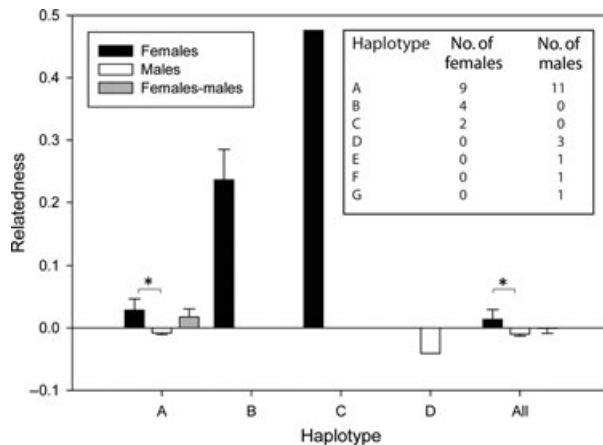 0.5
0.4
0.3
0.2
0.1
0.0
−0.1
Relatedness
Females
Males
Females-males
Haplotype No. of females No. of males
A 9 11
B 4 0
C 2 0
D 0 3
E 0 1
F 0 1
G 0 1
* *
A B C D All
Haplotype